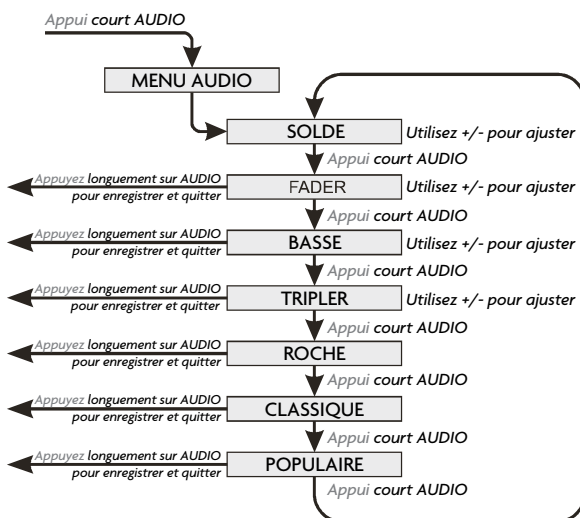 Appui court AUDIO
MENU AUDIO
SOLDE Utilisez +/- pour ajuster
Appui court AUDIO
Appuyez longuement sur AUDIO
pour enregistrer et quitter
FADER Utilisez +/- pour ajuster
Appui court AUDIO
Appuyez longuement sur AUDIO
pour enregistrer et quitter
BASSE Utilisez +/- pour ajuster
Appui court AUDIO
Appuyez longuement sur AUDIO
pour enregistrer et quitter
TRIPLER Utilisez +/- pour ajuster
Appui court AUDIO
Appuyez longuement sur AUDIO
pour enregistrer et quitter
ROCHE
Appui court AUDIO
Appuyez longuement sur AUDIO
pour enregistrer et quitter
CLASSIQUE
Appui court AUDIO
Appuyez longuement sur AUDIO
pour enregistrer et quitter
POPULAIRE
Appui court AUDIO